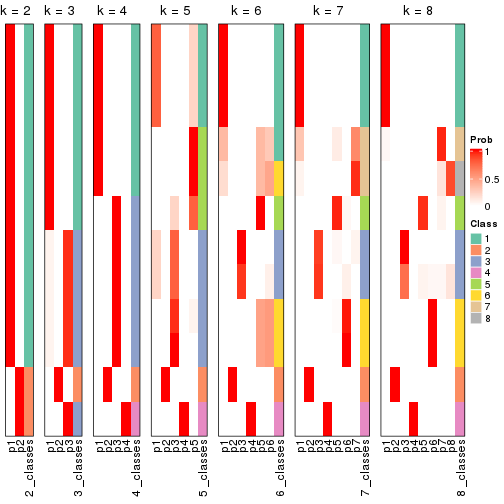 k = 2 k = 3 k = 4 k = 5 k = 6 k = 7 k = 8
Prob
1
0.5
0
Class
1
2
3
4
5
6
7
8
p1 p2 2_classes
p1 p2 p3 3_classes
p1 p2 p3 p4 4_classes
p1 p2 p3 p4 p5 5_classes
p1 p2 p3 p4 p5 p6 6_classes
p1 p2 p3 p4 p5 p6 p7 7_classes
p1 p2 p3 p4 p5 p6 p7 p8 8_classes